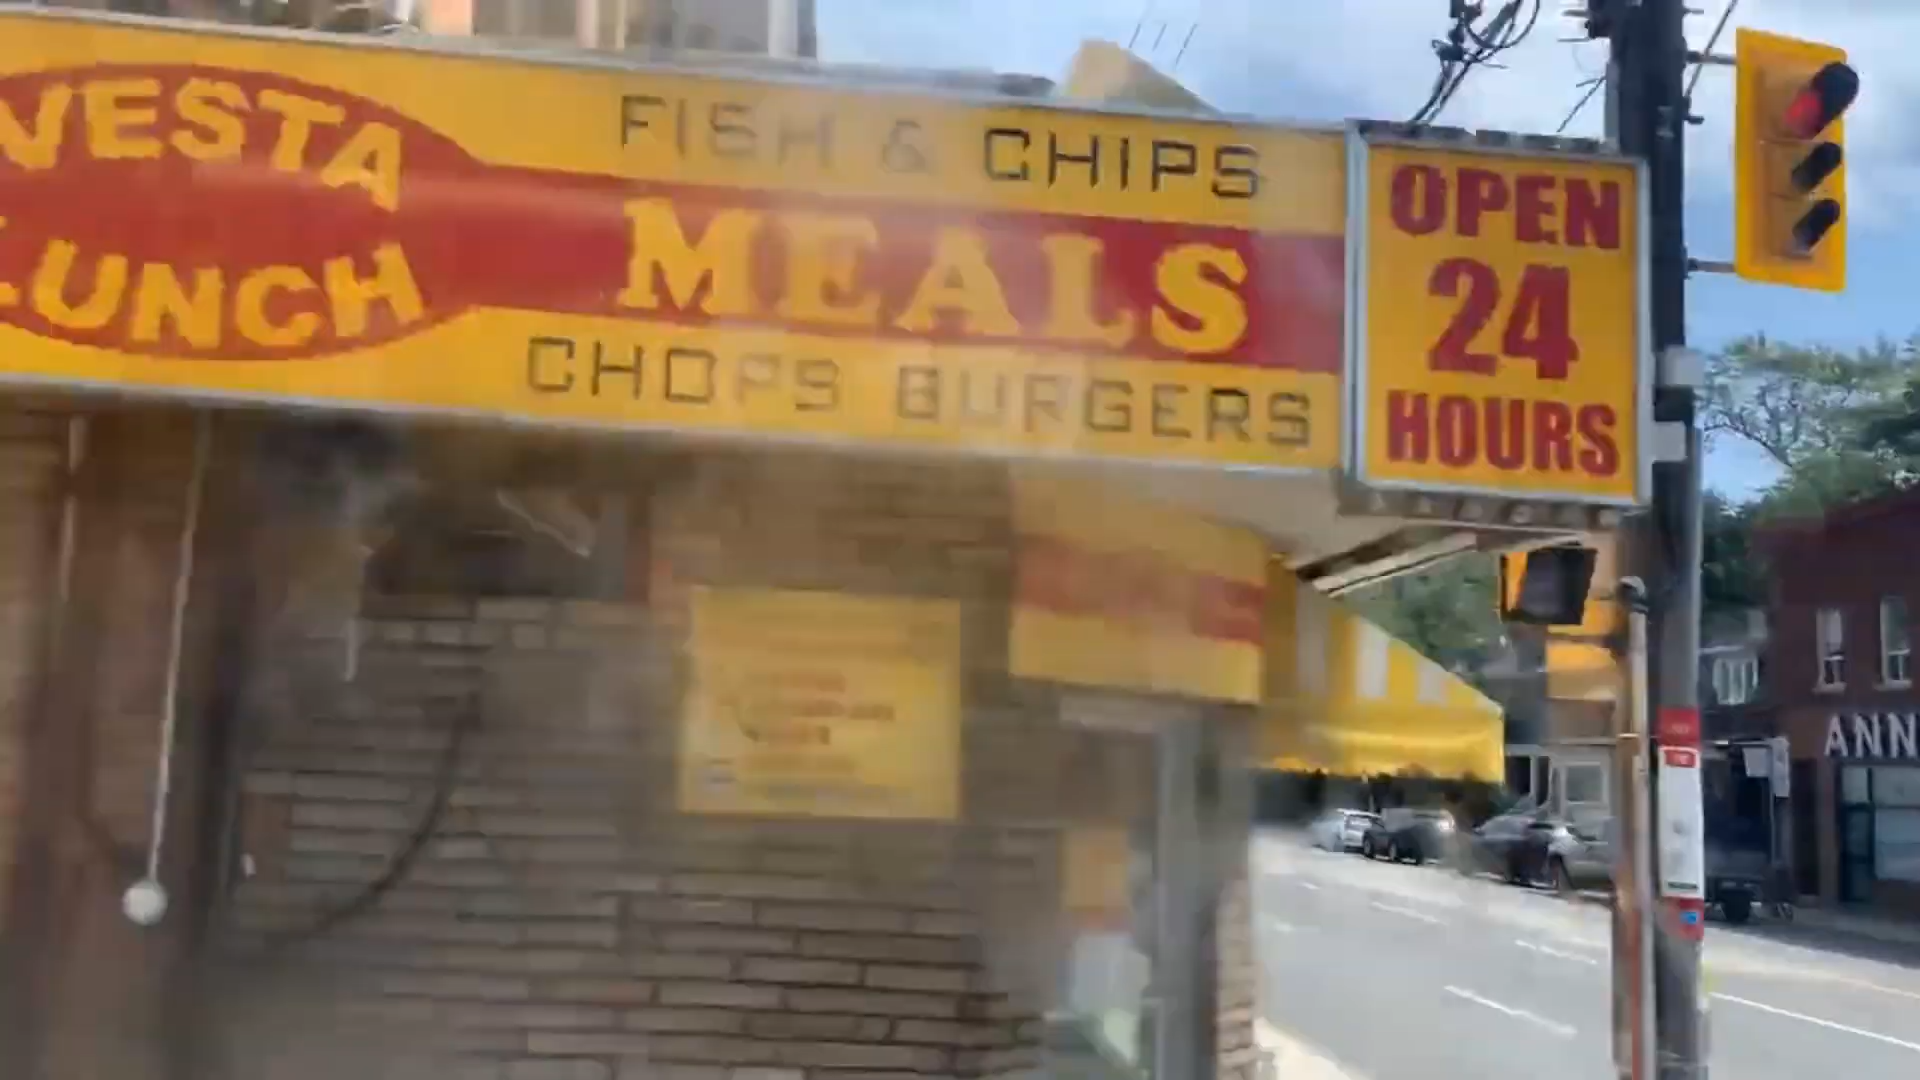 VESTA
LUNCH
FISH & CHIPS
MEALS
CHOPS BURGERS
OPEN
24
HOURS
ANN